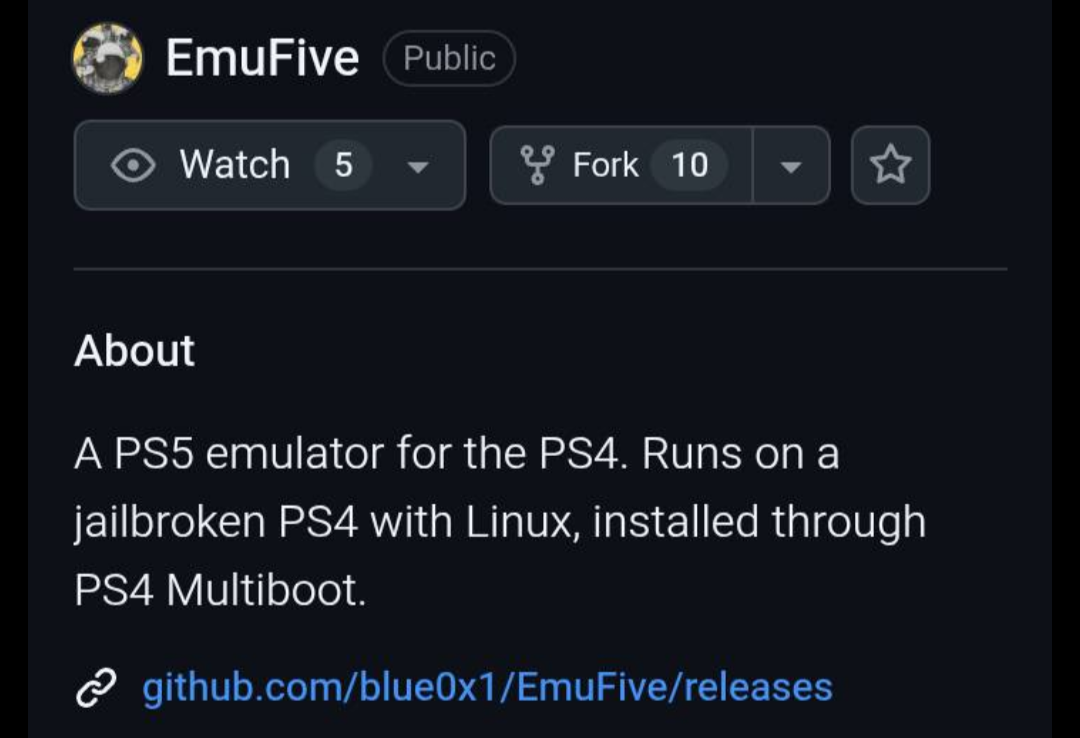 EmuFive Public
Watch 5 Fork 10
About
A PS5 emulator for the PS4. Runs on a
jailbroken PS4 with Linux, installed through
PS4 Multiboot.
github.com/blue0x1/EmuFive/releases